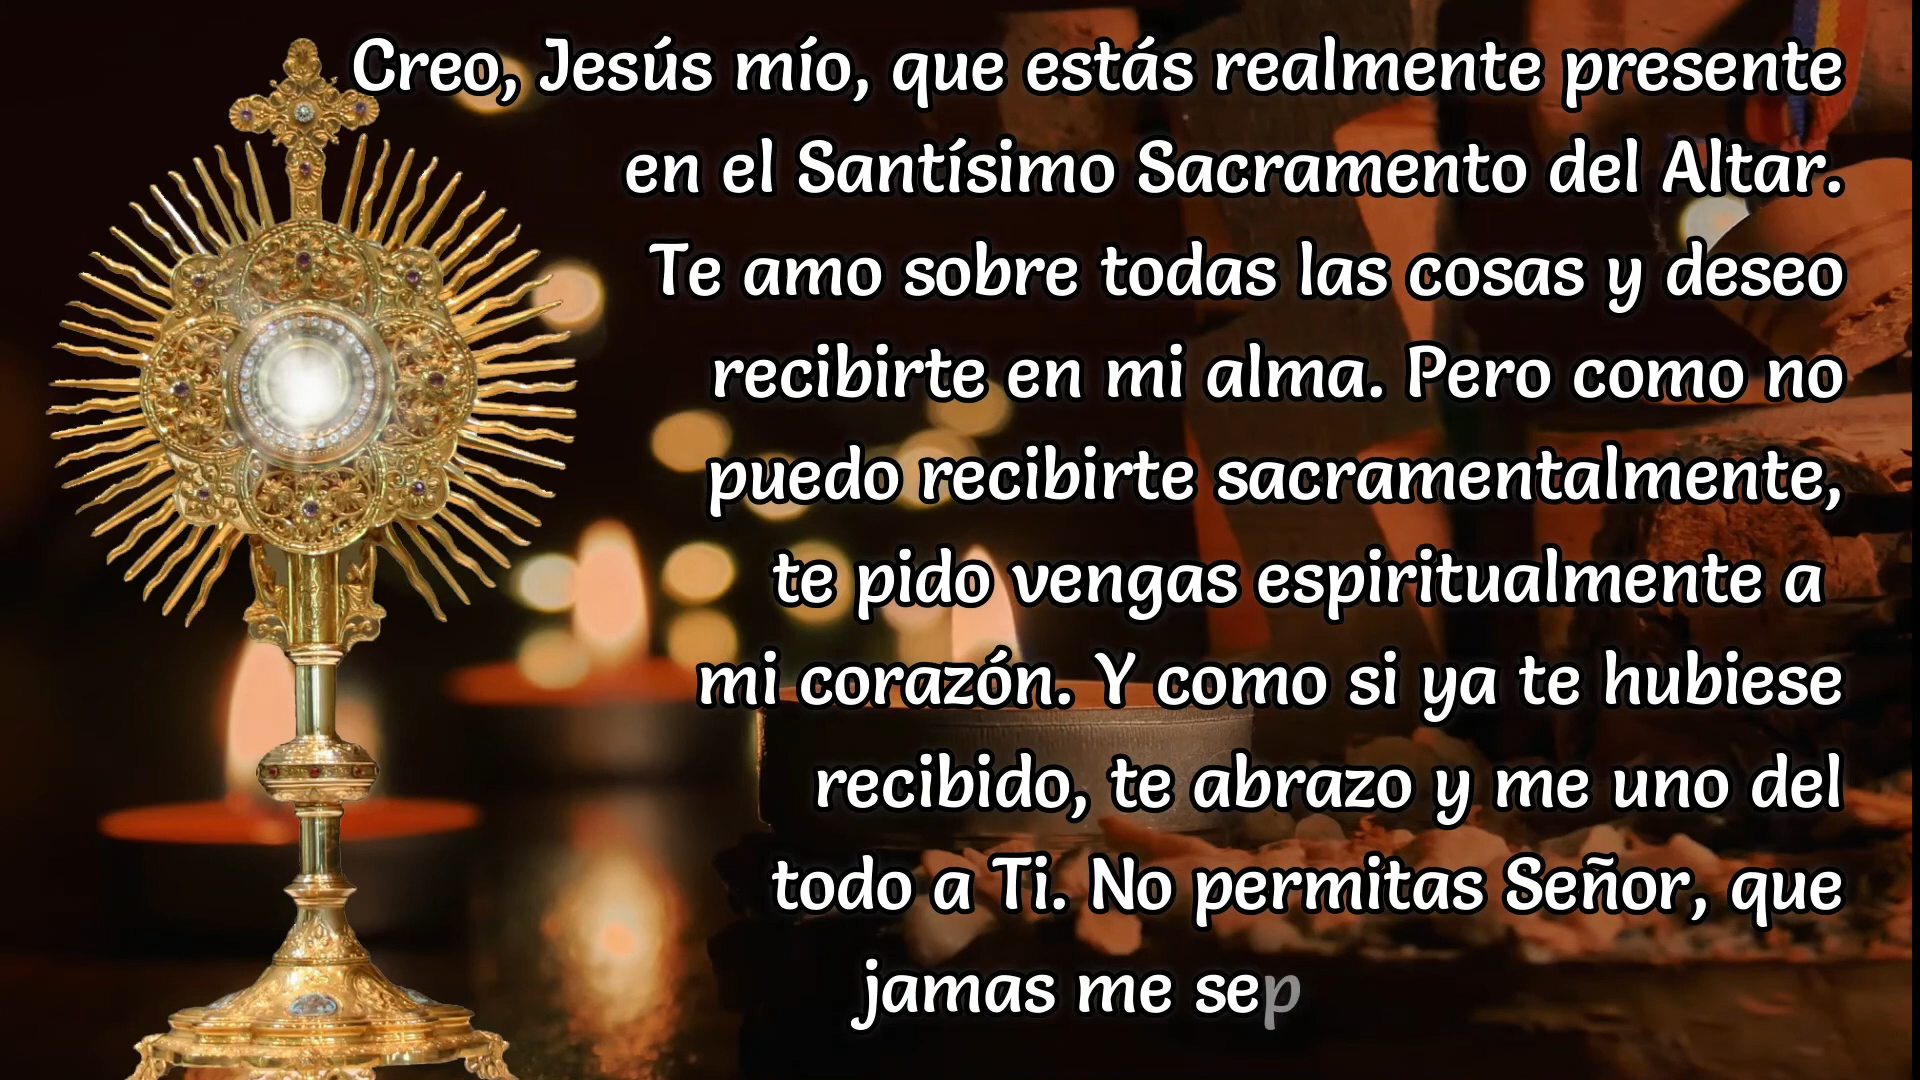 Creo, Jesús mío, que estás realmente presente
en el Santísimo Sacramento del Altar.
Te amo sobre todas las cosas y deseo
recibirte en mi alma. Pero como no
puedo recibirte sacramentalmente,
te pido vengas espiritualmente a
mi corazón. Y como si ya te hubiese
recibido, te abrazo y me uno del
todo a Ti. No permitas Señor, que
jamas me sep